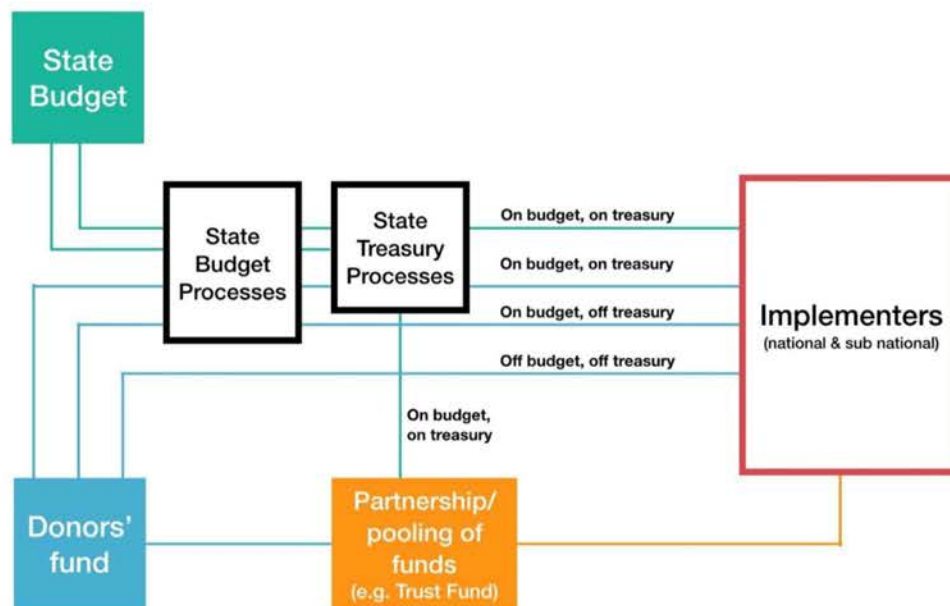 State
Budget
State
Budget
Processes
State
Treasury
Processes
On budget, on treasury
On budget, on treasury
On budget, off treasury
Off budget, off treasury
On budget,
on treasury
Implementers
(national & sub national)
Donors'
fund
Partnership/
pooling of
funds
(e.g. Trust Fund)